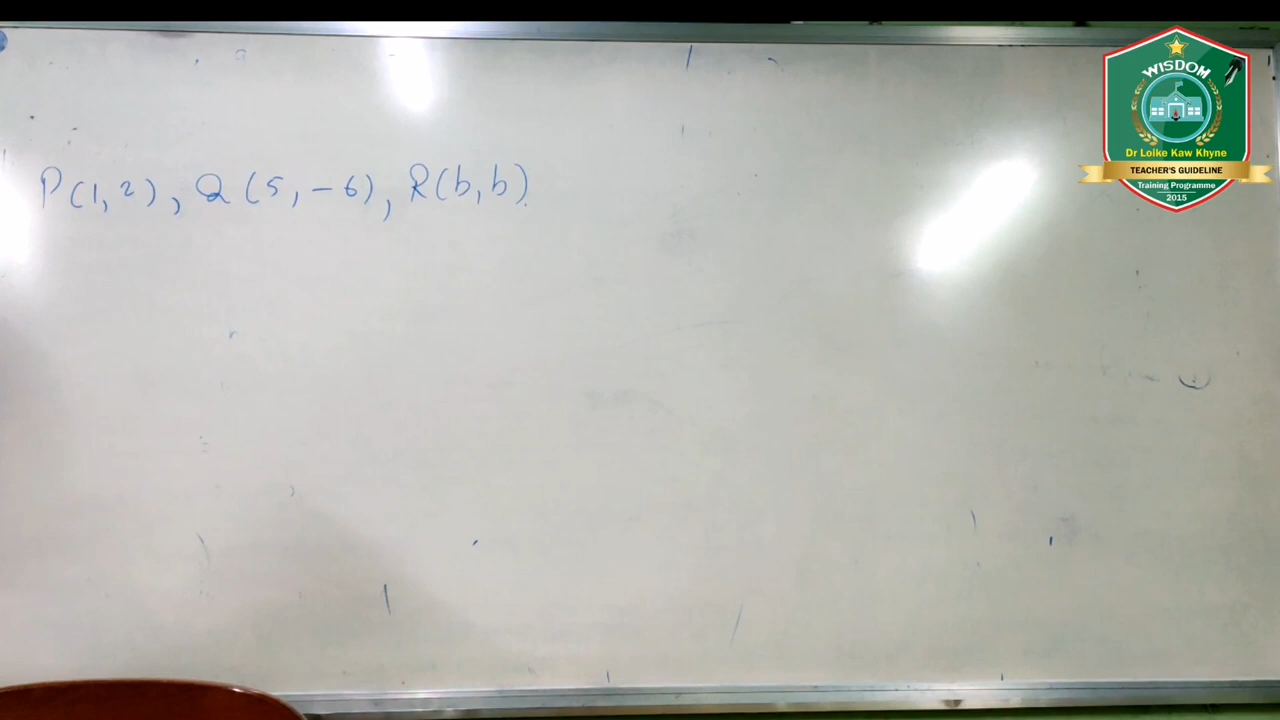 WISDOM
Dr Loike Kaw Khyne
TEACHER'S GUIDELINE
Training Programme
2015
P(1,2), Q(5,-6), R(b,b).